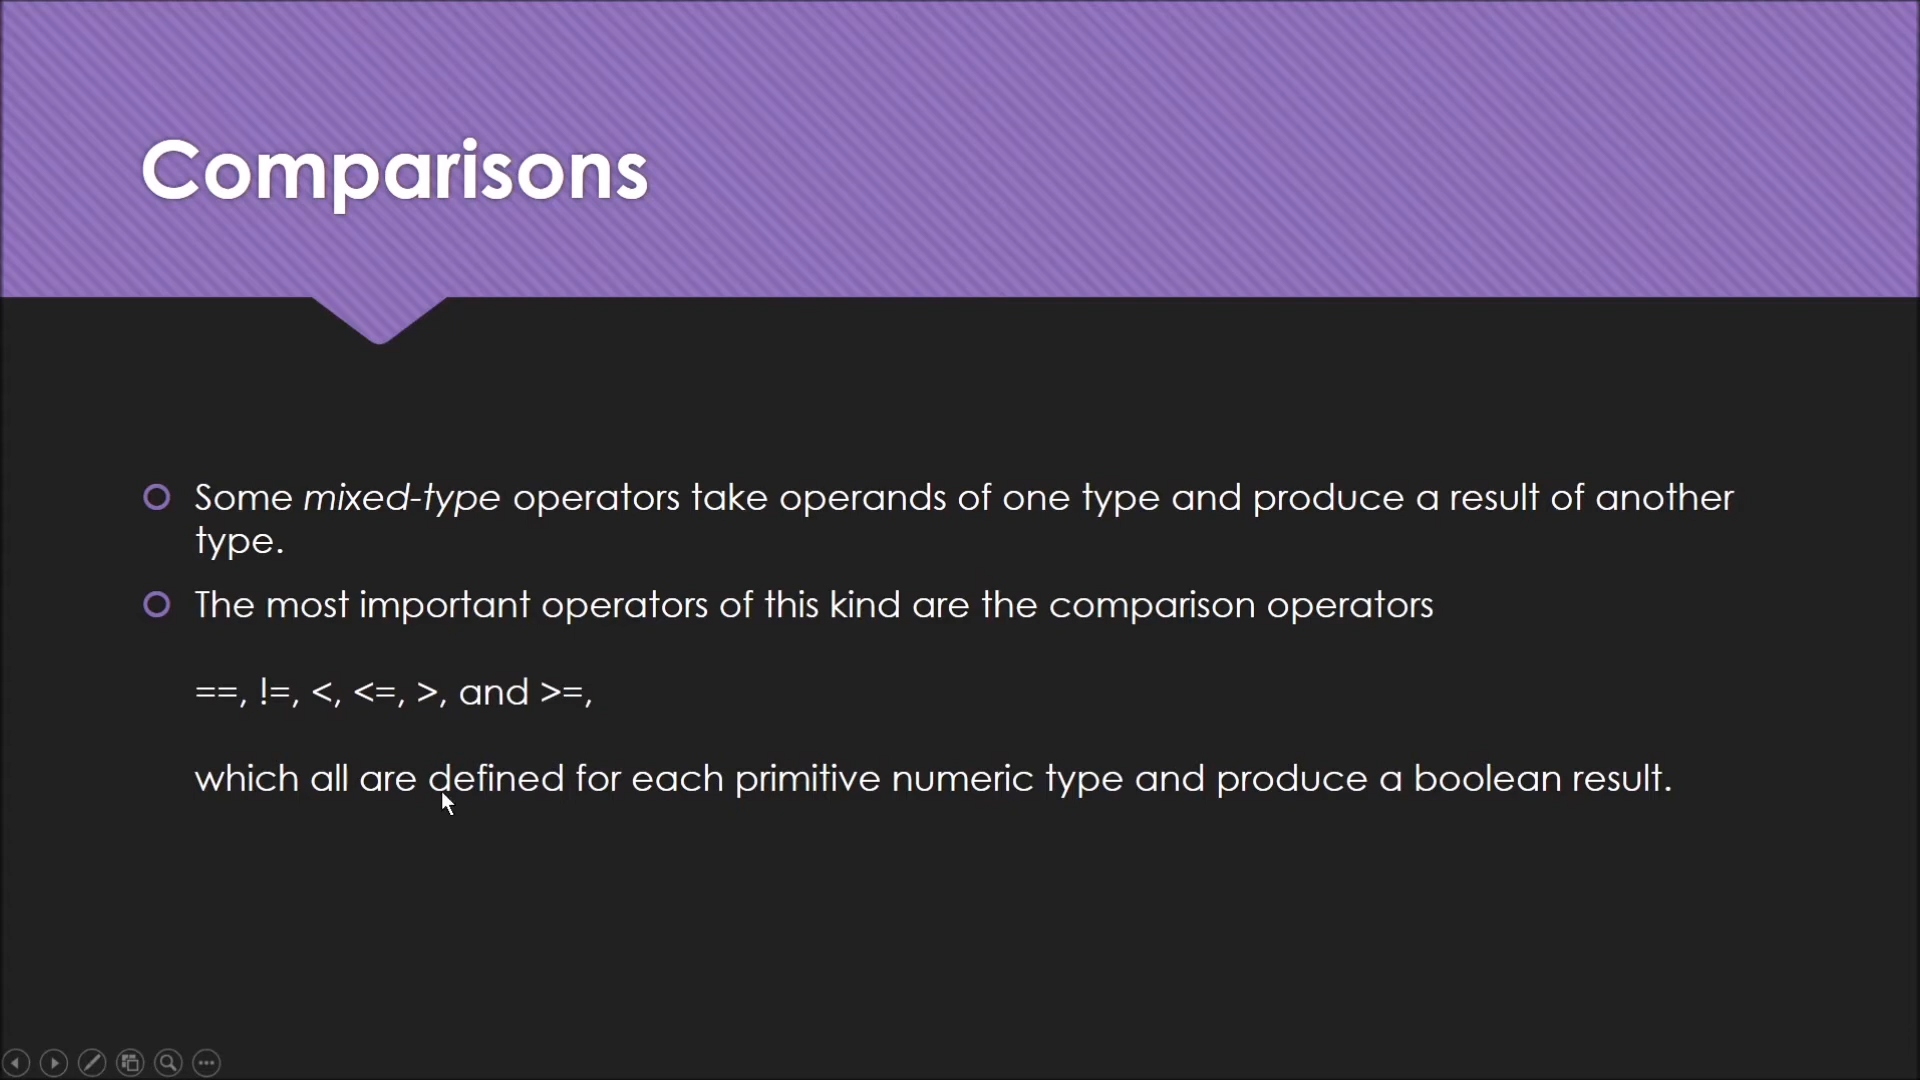 Comparisons
Some mixed-type operators take operands of one type and produce a result of another
type.
The most important operators of this kind are the comparison operators
==, !=, <, <=, >, and >=,
which all are defined for each primitive numeric type and produce a boolean result.